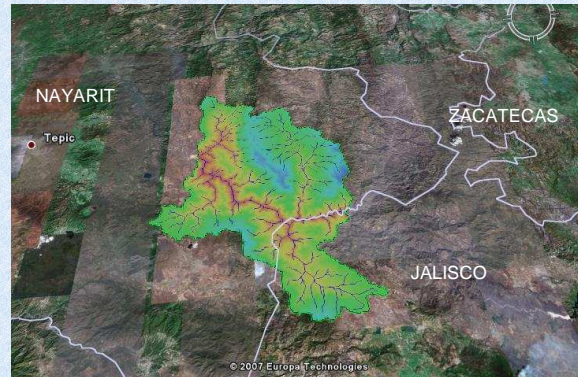 NAYARIT
ZACATECAS
Tepic
JALISCO
© 2007 Europa Technologies